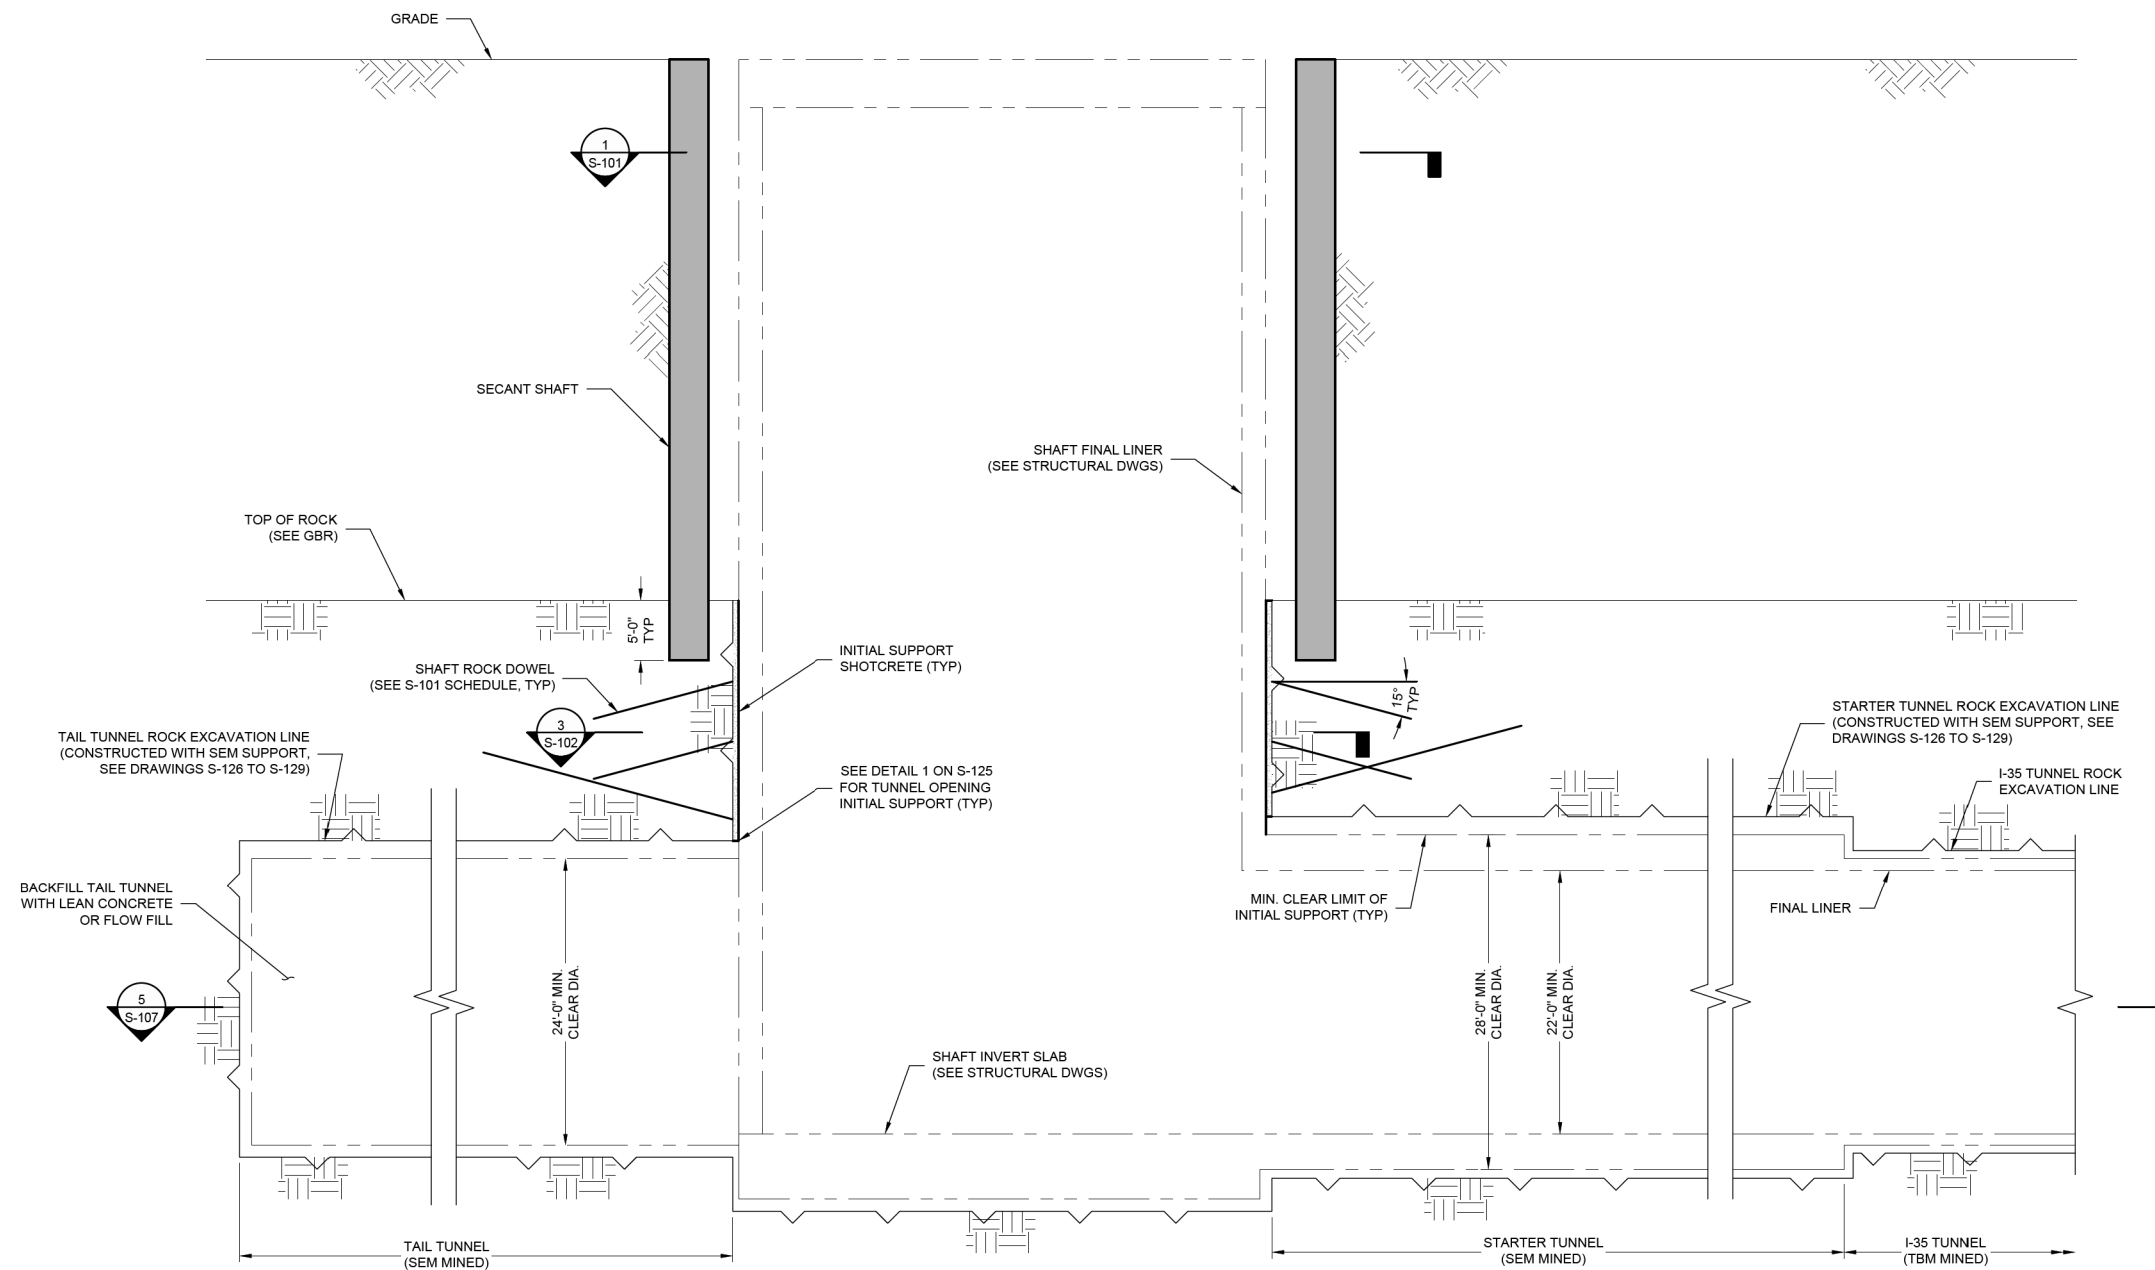 GRADE
1
S-101
SECANT SHAFT
SHAFT FINAL LINER
(SEE STRUCTURAL DWGS)
TOP OF ROCK
(SEE GBR)
5'-0"
TYP
INITIAL SUPPORT
SHOTCRETE (TYP)
SHAFT ROCK DOWEL
(SEE S-101 SCHEDULE, TYP)
15°
TYP
3
S-102
STARTER TUNNEL ROCK EXCAVATION LINE
(CONSTRUCTED WITH SEM SUPPORT, SEE
DRAWINGS S-126 TO S-129)
TAIL TUNNEL ROCK EXCAVATION LINE
(CONSTRUCTED WITH SEM SUPPORT,
SEE DRAWINGS S-126 TO S-129)
SEE DETAIL 1 ON S-125
FOR TUNNEL OPENING
INITIAL SUPPORT (TYP)
I-35 TUNNEL ROCK
EXCAVATION LINE
BACKFILL TAIL TUNNEL
WITH LEAN CONCRETE
OR FLOW FILL
MIN. CLEAR LIMIT OF
INITIAL SUPPORT (TYP)
FINAL LINER
5
S-107
24'-0" MIN.
CLEAR DIA.
28'-0" MIN.
CLEAR DIA.
22'-0" MIN.
CLEAR DIA.
SHAFT INVERT SLAB
(SEE STRUCTURAL DWGS)
TAIL TUNNEL
(SEM MINED)
STARTER TUNNEL
(SEM MINED)
I-35 TUNNEL
(TBM MINED)